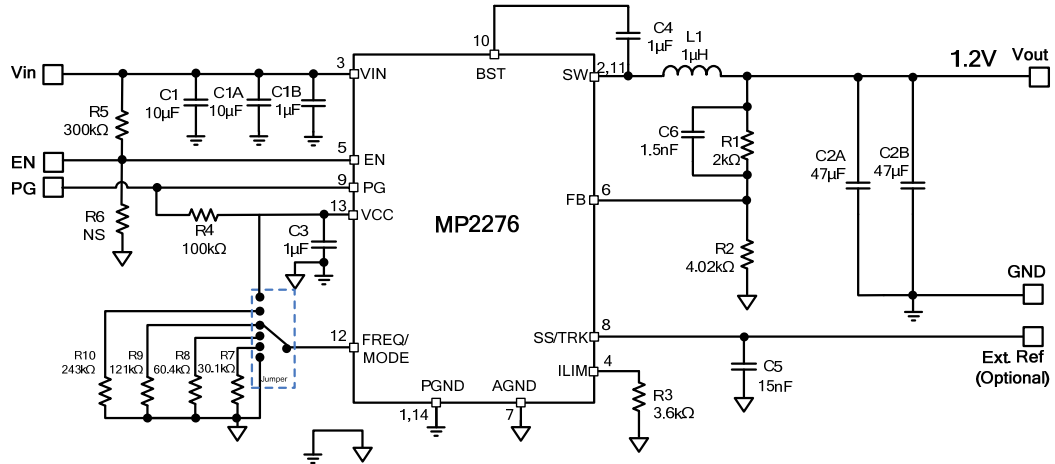 10
BST
C4
1µF
L1
1µH
1.2V
Vout
Vin
3
VIN
SW
2,11
C1
10µF
C1A
10µF
C1B
1µF
R5
300kΩ
C6
1.5nF
R1
2kΩ
C2A
47µF
C2B
47µF
EN
5
EN
PG
9
PG
6
FB
13
VCC
MP2276
R6
NS
R4
100kΩ
C3
1µF
R2
4.02kΩ
GND
8
SS/TRK
Ext. Ref
(Optional)
12
FREQ/
MODE
4
ILIM
C5
15nF
R10
243kΩ
R9
121kΩ
R8
60.4kΩ
R7
30.1kΩ
Jumper
PGND
1,14
AGND
7
R3
3.6kΩ